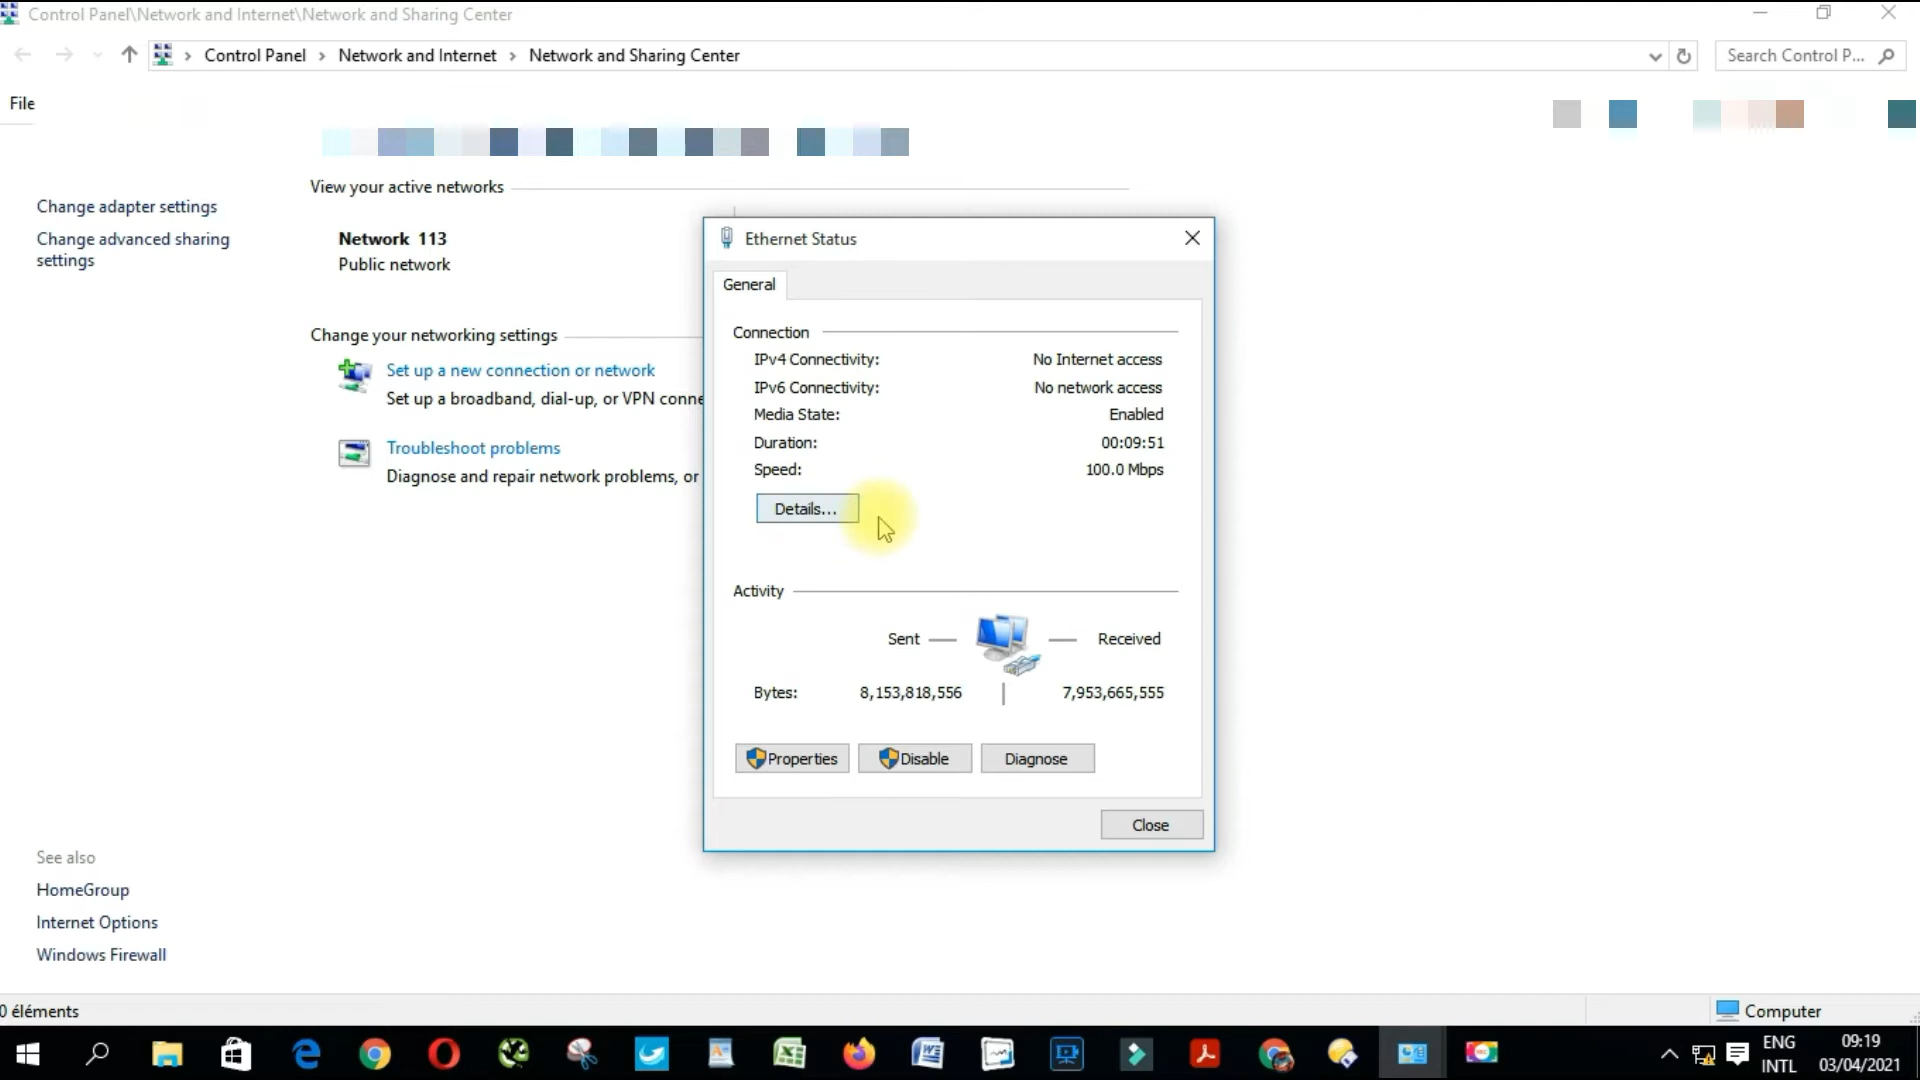 Control Panel\Network and Internet\Network and Sharing Center
Control Panel > Network and Internet > Network and Sharing Center
Search Control P...
File
View your active networks
Change adapter settings
Change advanced sharing
settings
Network 113
Public network
Change your networking settings
Set up a new connection or network
Set up a broadband, dial-up, or VPN conne
Troubleshoot problems
Diagnose and repair network problems, or
Ethernet Status
General
Connection
IPv4 Connectivity: No Internet access
IPv6 Connectivity: No network access
Media State: Enabled
Duration: 00:09:51
Speed: 100.0 Mbps
Details...
Activity
Sent — — Received
Bytes: 8,153,818,556 | 7,953,665,555
Properties Disable Diagnose
Close
See also
HomeGroup
Internet Options
Windows Firewall
0 éléments
Computer
ENG
INTL
09:19
03/04/2021